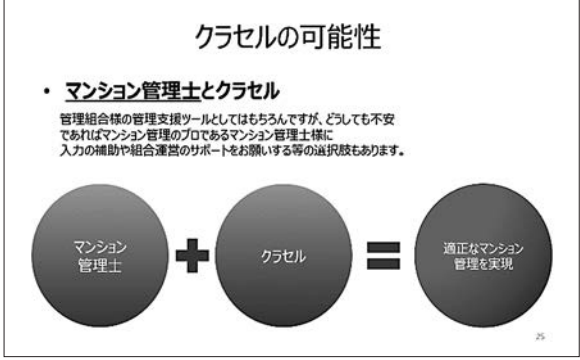 クラセルの可能性
• マンション管理士とクラセル
管理組合様の管理支援ツールとしてはもちろんですが、どうしても不安
であればマンション管理のプロであるマンション管理士様に
入力の補助や組合運営のサポートをお願いする等の選択肢もあります。
マンション
管理士
クラセル
適正なマンション
管理を実現
25